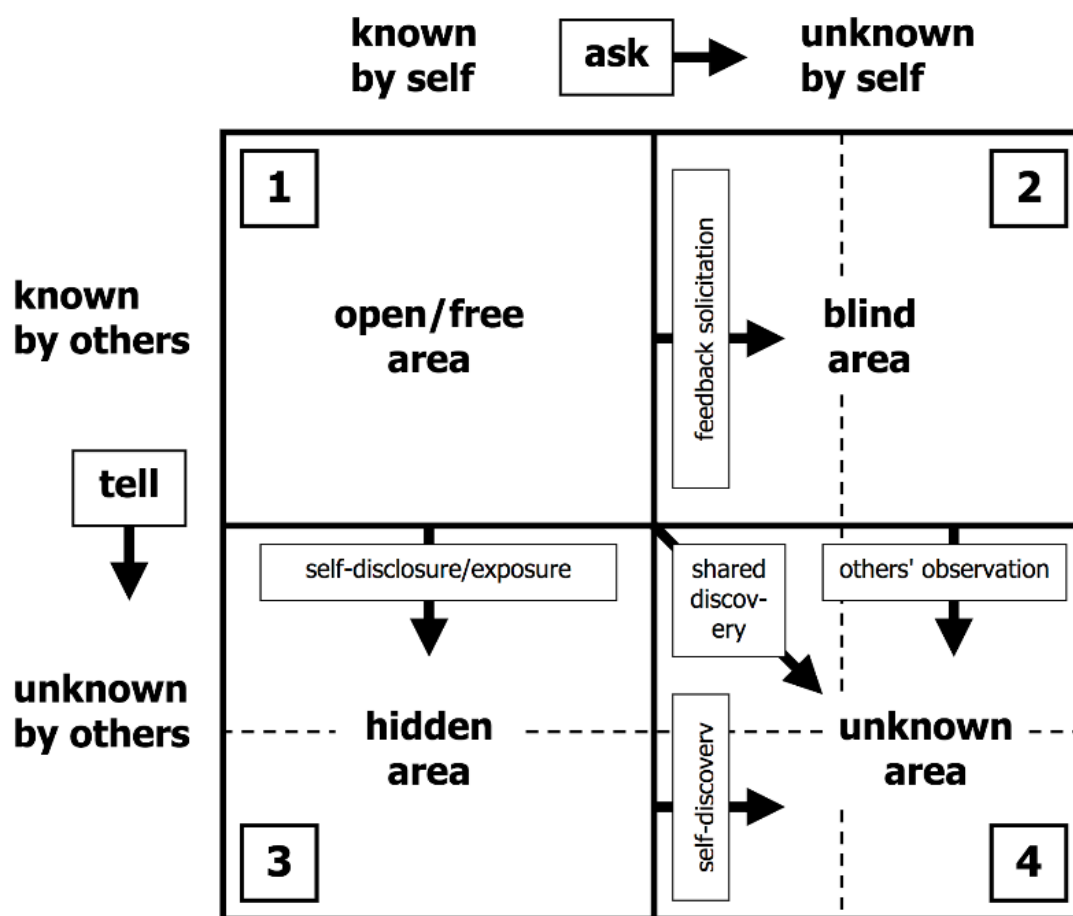 known
by self
ask
unknown
by self
1
2
known
by others
open/free
area
feedback solicitation
blind
area
tell
self-disclosure/exposure
shared
discov-
ery
others' observation
unknown
by others
hidden
area
self-discovery
unknown
area
3
4